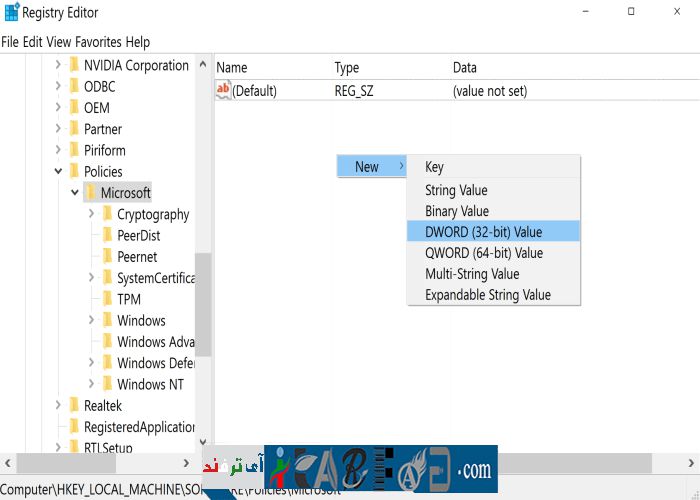 Registry Editor
File Edit View Favorites Help
NVIDIA Corporation
ODBC
OEM
Partner
Piriform
Policies
Microsoft
Cryptography
PeerDist
Peernet
SystemCertifica
TPM
Windows
Windows Adva
Windows Defe
Windows NT
Realtek
RegisteredApplication
RTLSetup
Name Type Data
ab (Default) REG_SZ (value not set)
New
Key
String Value
Binary Value
DWORD (32-bit) Value
QWORD (64-bit) Value
Multi-String Value
Expandable String Value
آی ترفند
.com
Computer\HKEY_LOCAL_MACHINE\SO
\Policies\Microsoft